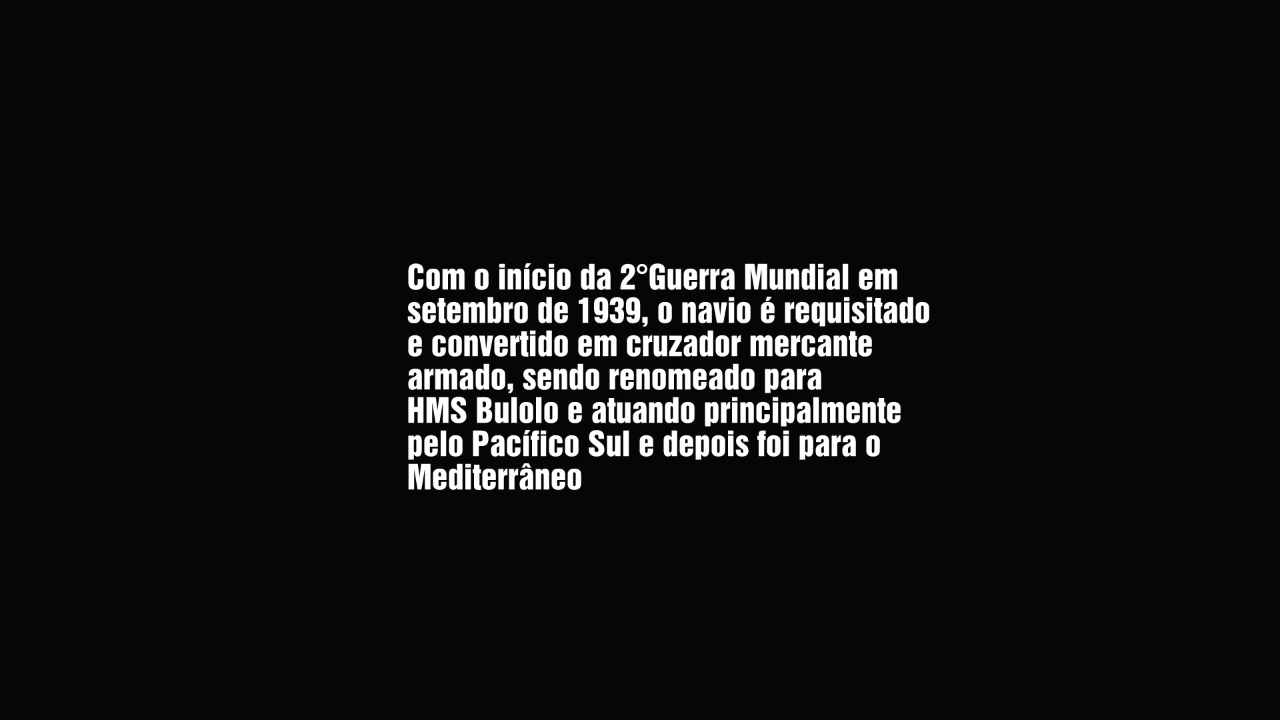 Com o início da 2°Guerra Mundial em
setembro de 1939, o navio é requisitado
e convertido em cruzador mercante
armado, sendo renomeado para
HMS Bulolo e atuando principalmente
pelo Pacífico Sul e depois foi para o
Mediterrâneo